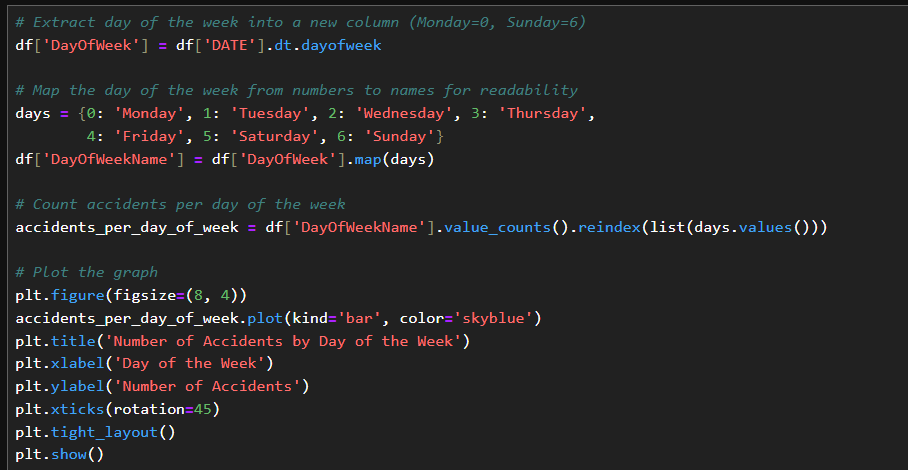 # Extract day of the week into a new column (Monday=0, Sunday=6)
df['DayOfWeek'] = df['DATE'].dt.dayofweek

# Map the day of the week from numbers to names for readability
days = {0: 'Monday', 1: 'Tuesday', 2: 'Wednesday', 3: 'Thursday',
        4: 'Friday', 5: 'Saturday', 6: 'Sunday'}
df['DayOfWeekName'] = df['DayOfWeek'].map(days)

# Count accidents per day of the week
accidents_per_day_of_week = df['DayOfWeekName'].value_counts().reindex(list(days.values()))

# Plot the graph
plt.figure(figsize=(8, 4))
accidents_per_day_of_week.plot(kind='bar', color='skyblue')
plt.title('Number of Accidents by Day of the Week')
plt.xlabel('Day of the Week')
plt.ylabel('Number of Accidents')
plt.xticks(rotation=45)
plt.tight_layout()
plt.show()